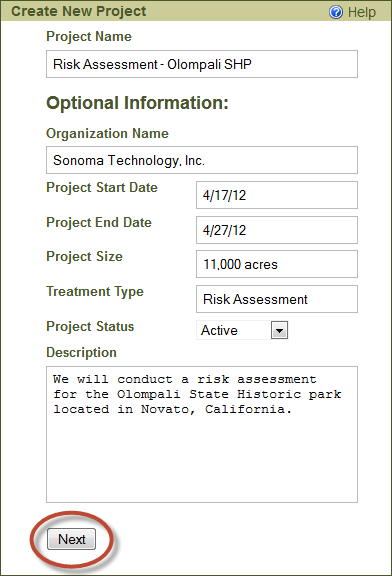 Create New Project Help
Project Name
Risk Assessment - Olompali SHP
Optional Information:
Organization Name
Sonoma Technology, Inc.
Project Start Date 4/17/12
Project End Date 4/27/12
Project Size 11,000 acres
Treatment Type Risk Assessment
Project Status Active
Description
We will conduct a risk assessment
for the Olompali State Historic park
located in Novato, California.
Next